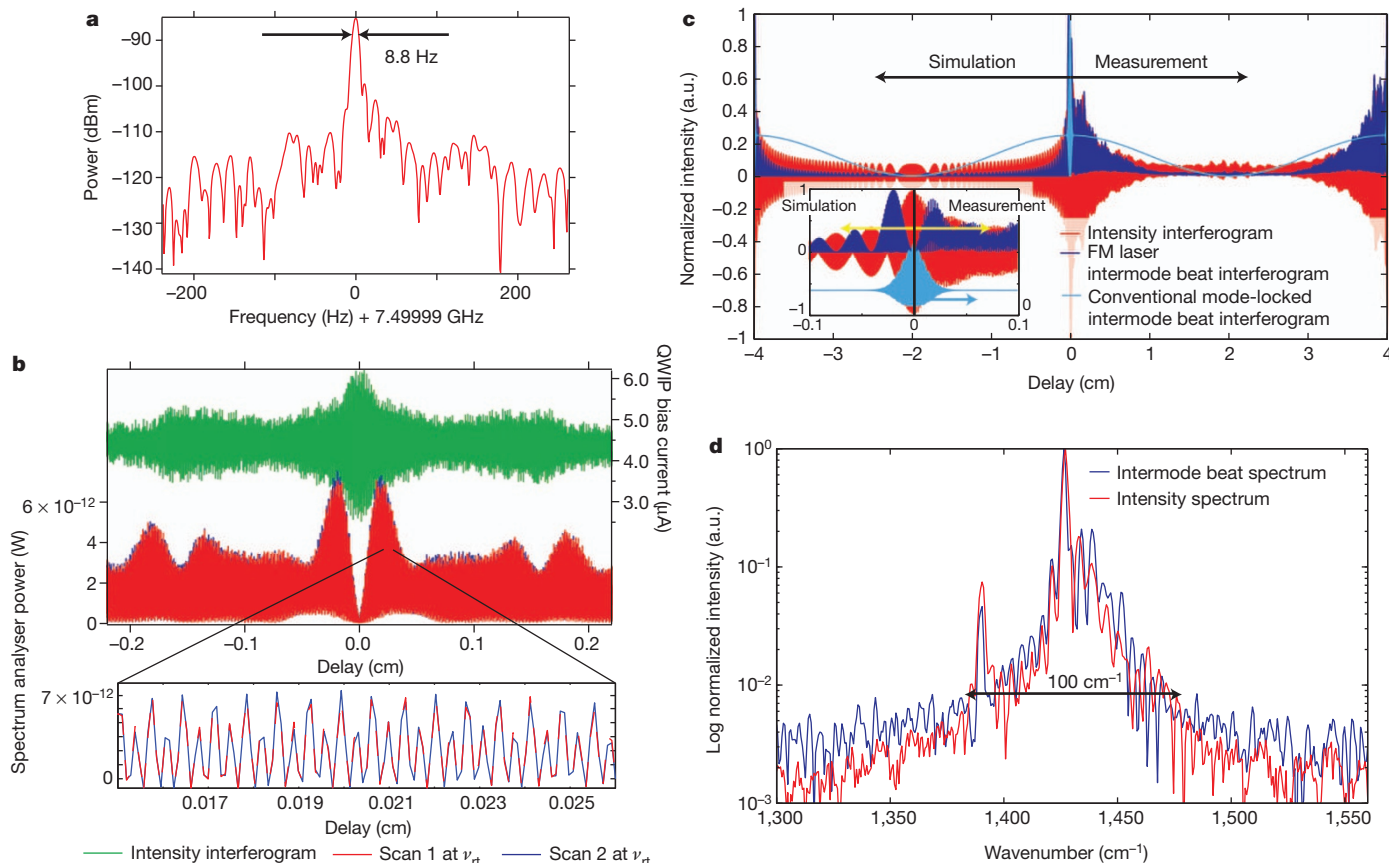 a
−90
−100
−110
−120
−130
−140
Power (dBm)
8.8 Hz
−200
0
200
Frequency (Hz) + 7.49999 GHz
b
6.0
5.0
4.0
3.0
QWIP bias current (μA)
6 × 10−12
4
2
0
Spectrum analyser power (W)
−0.2
−0.1
0.0
0.1
0.2
Delay (cm)
7 × 10−12
0
0.017
0.019
0.021
0.023
0.025
Delay (cm)
Intensity interferogram
Scan 1 at νrt
Scan 2 at νrt
c
1
0.8
0.6
0.4
0.2
0
−0.2
−0.4
−0.6
−0.8
−1
Normalized intensity (a.u.)
Simulation
Measurement
Simulation
Measurement
1
0
−1
0
−0.1
0
0.1
Intensity interferogram
FM laser
intermode beat interferogram
Conventional mode-locked
intermode beat interferogram
−4
−3
−2
−1
0
1
2
3
4
Delay (cm)
d
10⁰
10−1
10−2
10−3
Log normalized intensity (a.u.)
Intermode beat spectrum
Intensity spectrum
100 cm−1
1,300
1,350
1,400
1,450
1,500
1,550
Wavenumber (cm−1)